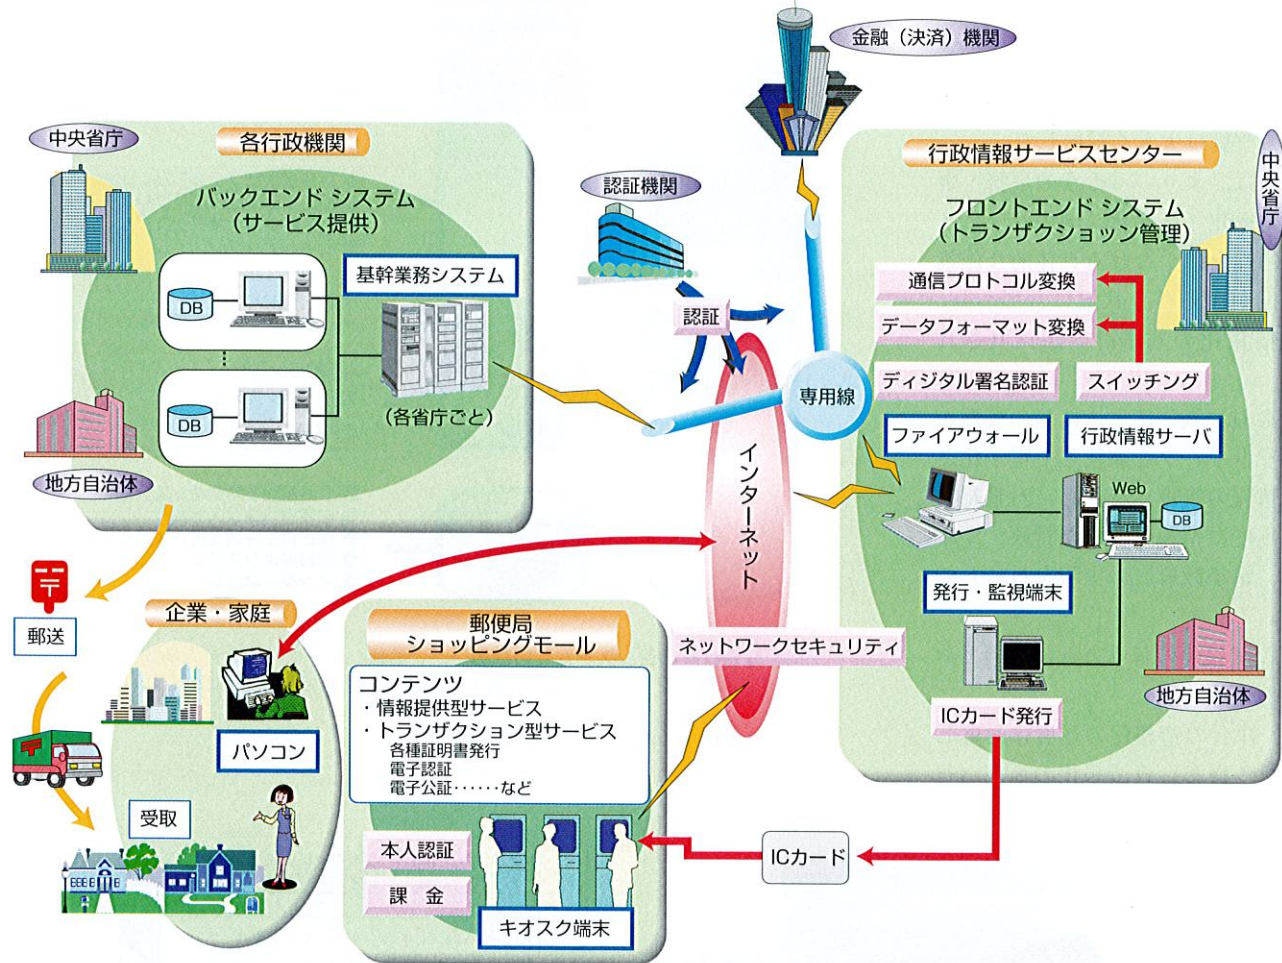 金融（決済）機関
中央省庁
各行政機関
バックエンド システム
（サービス提供）
基幹業務システム
DB
DB
（各省庁ごと）
地方自治体
認証機関
認証
専用線
インターネット
行政情報サービスセンター
中央省庁
フロントエンド システム
（トランザクショッン管理）
通信プロトコル変換
データフォーマット変換
ディジタル署名認証
スイッチング
ファイアウォール
行政情報サーバ
Web
DB
発行・監視端末
ICカード発行
地方自治体
ネットワークセキュリティ
郵送
企業・家庭
パソコン
受取
郵便局
ショッピングモール
コンテンツ
・情報提供型サービス
・トランザクション型サービス
各種証明書発行
電子認証
電子公証‥‥‥など
本人認証
課 金
キオスク端末
ICカード